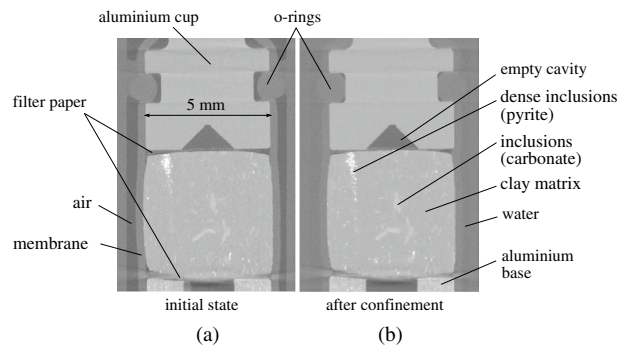 aluminium cup
o-rings
empty cavity
dense inclusions
(pyrite)
filter paper
5 mm
inclusions
(carbonate)
clay matrix
air
water
membrane
aluminium
base
initial state
after confinement
(a)
(b)